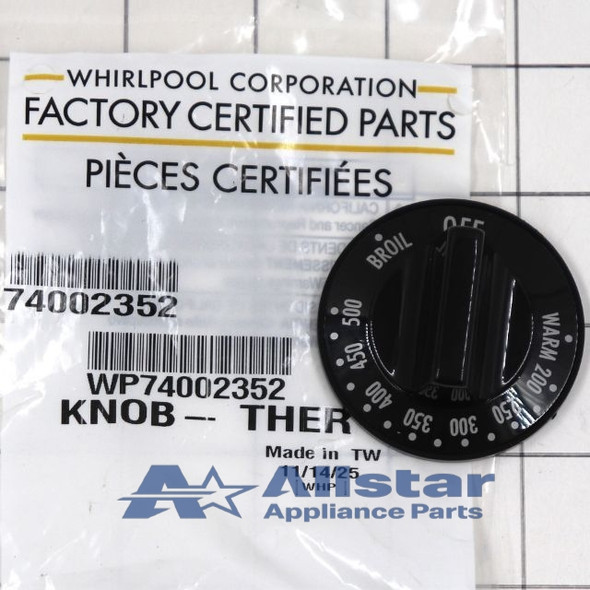 WHIRLPOOL CORPORATION
FACTORY CERTIFIED PARTS
PIÈCES CERTIFIÉES
74002352
WP74002352
KNOB-- THER
Made in TW
11/14/25
WHP
Allstar
Appliance Parts
OFF
BROIL
500
450
400
350
300
250
200
WARM